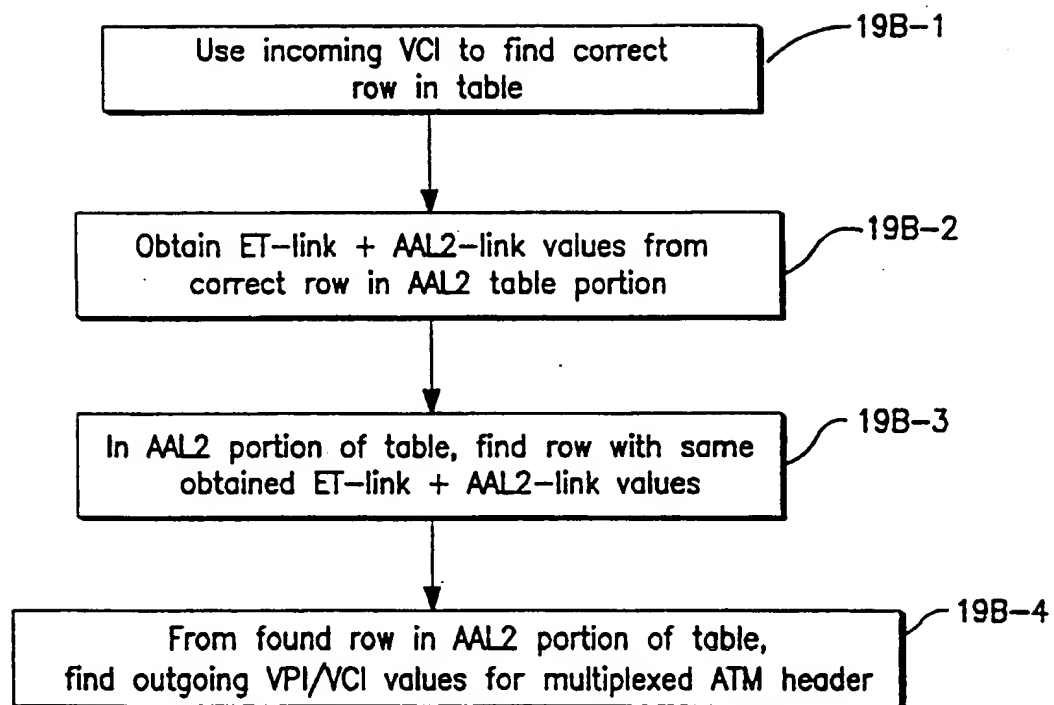 Use incoming VCI to find correct
row in table
19B-1
Obtain ET-link + AAL2-link values from
correct row in AAL2 table portion
19B-2
In AAL2 portion of table, find row with same
obtained ET-link + AAL2-link values
19B-3
From found row in AAL2 portion of table,
find outgoing VPI/VCI values for multiplexed ATM header
19B-4